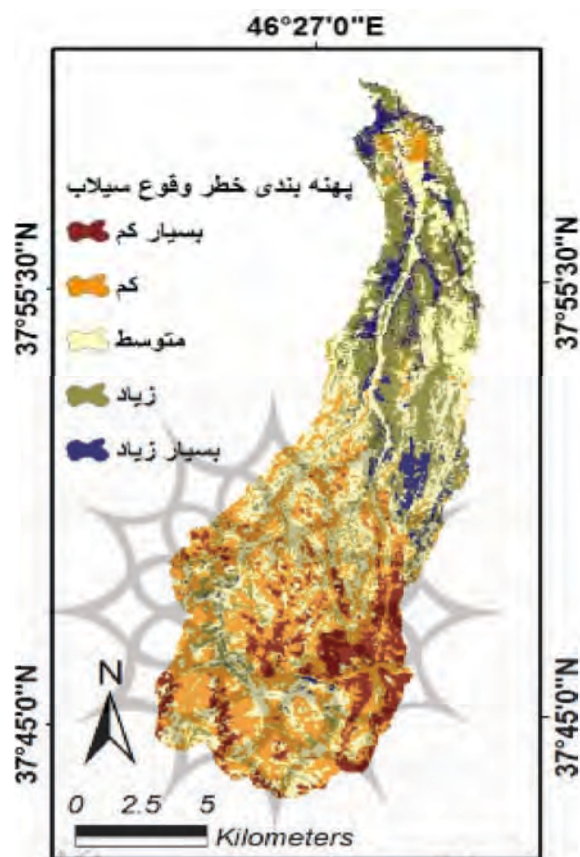 46°27'0"E
پهنه بندی خطر وقوع سیلاب
بسیار کم
کم
متوسط
زیاد
بسیار زیاد
37°55'30"N
37°55'30"N
37°45'0"N
37°45'0"N
N
0 2.5 5
Kilometers